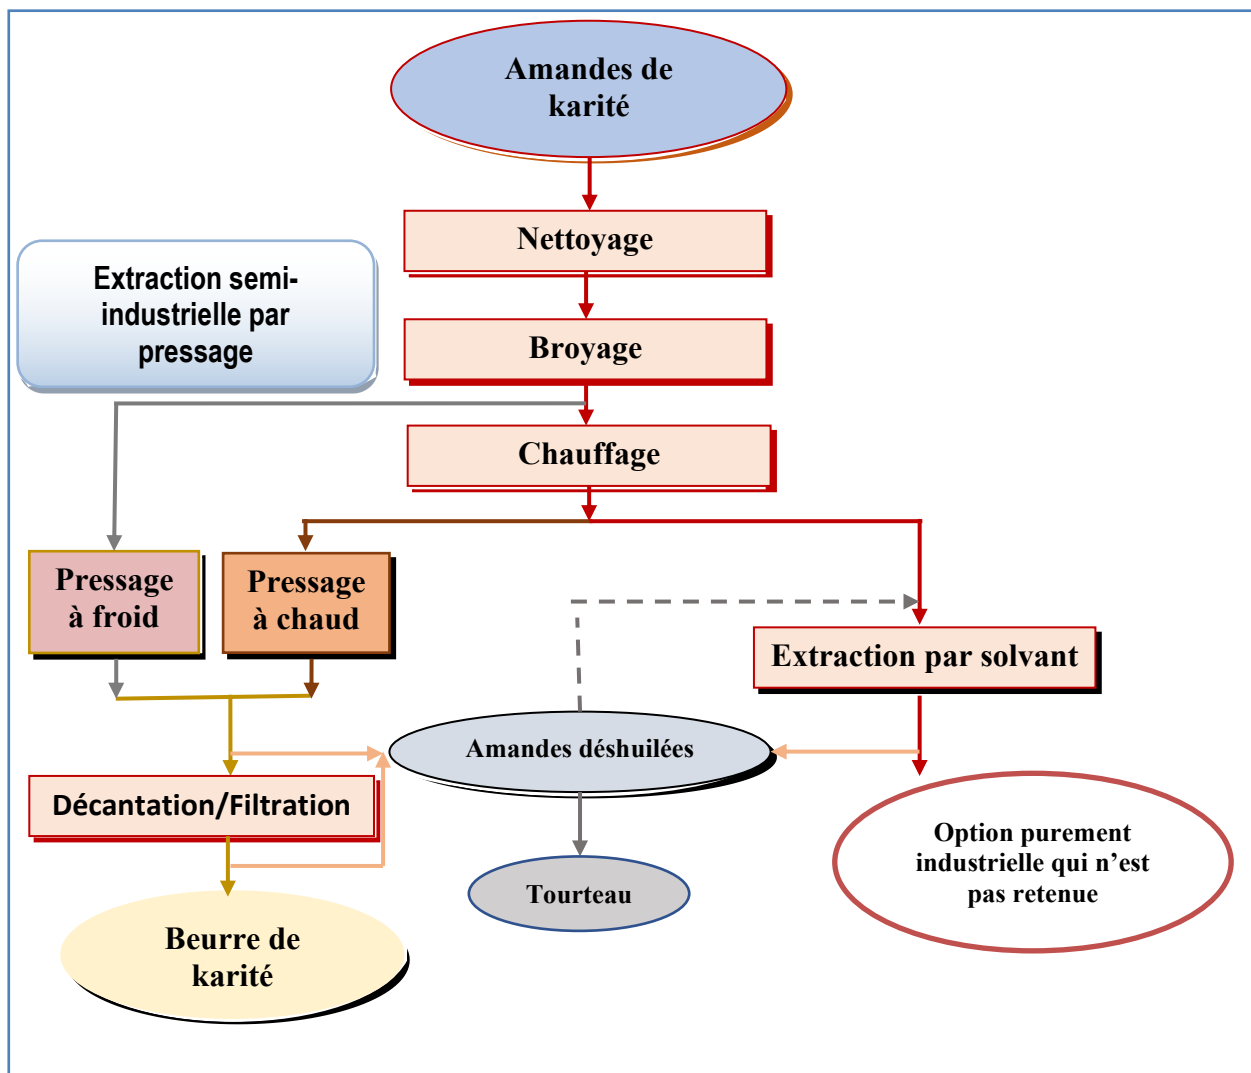 Amandes de
karité
Nettoyage
Extraction semi-
industrielle par
pressage
Broyage
Chauffage
Pressage
à froid
Pressage
à chaud
Extraction par solvant
Amandes déshuilées
Décantation/Filtration
Option purement
industrielle qui n’est
pas retenue
Tourteau
Beurre de
karité